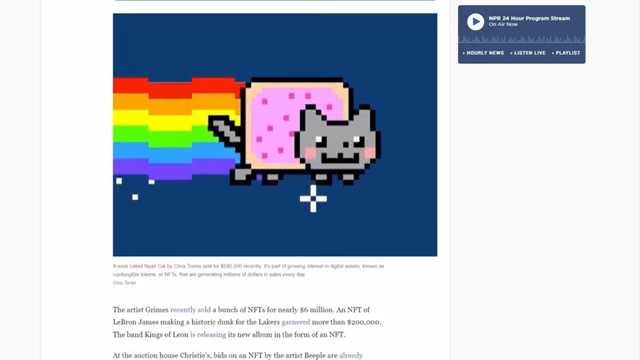 NPR 24 Hour Program Stream
On Air Now
HOURLY NEWS
LISTEN LIVE
PLAYLIST
A work called Nyan Cat by Chris Torres sold for $580,000 recently. It's part of growing interest in digital assets, known as
nonfungible tokens, or NFTs, that are generating millions of dollars in sales every day.
Chris Torres
The artist Grimes recently sold a bunch of NFTs for nearly $6 million. An NFT of
LeBron James making a historic dunk for the Lakers garnered more than $200,000.
The band Kings of Leon is releasing its new album in the form of an NFT.
At the auction house Christie's, bids on an NFT by the artist Beeple are already